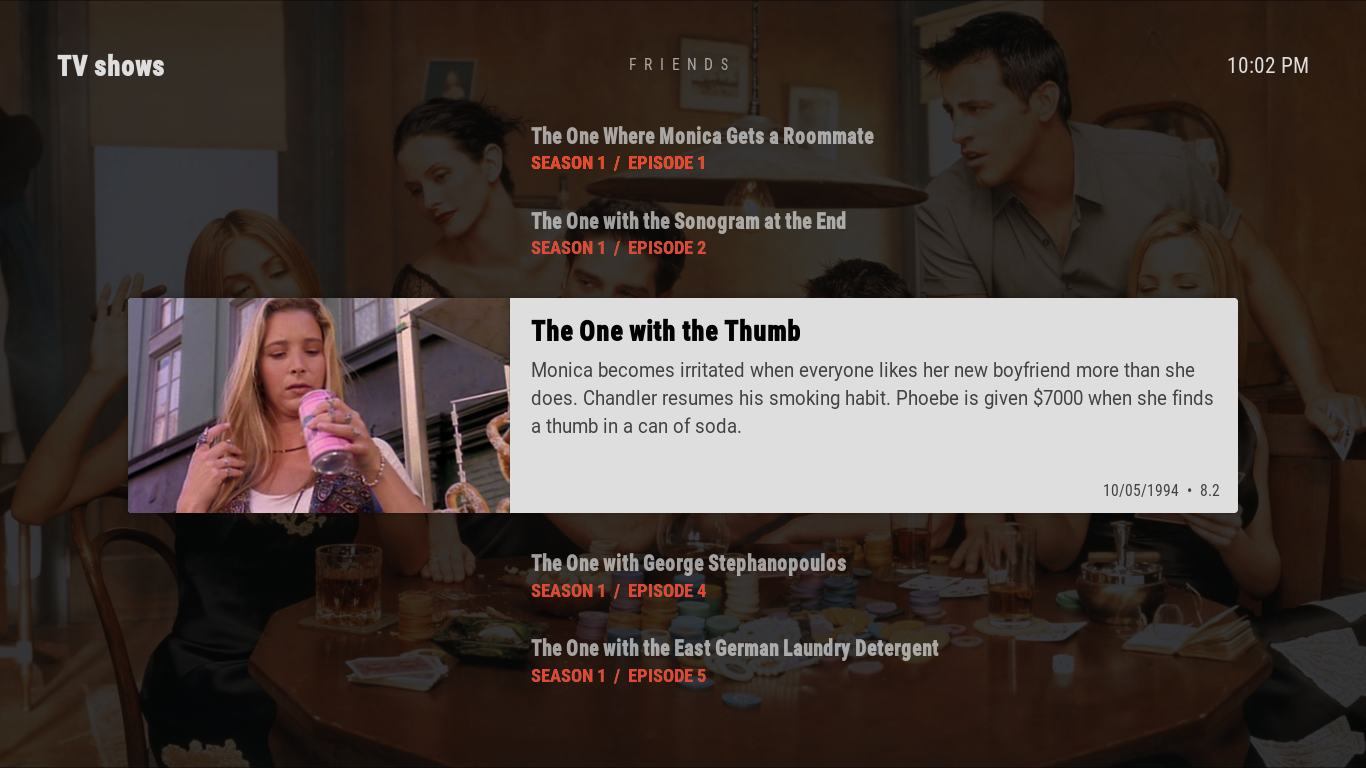 TV shows
FRIENDS
10:02 PM
The One Where Monica Gets a Roommate
SEASON 1 / EPISODE 1
The One with the Sonogram at the End
SEASON 1 / EPISODE 2
The One with the Thumb
Monica becomes irritated when everyone likes her new boyfriend more than she
does. Chandler resumes his smoking habit. Phoebe is given $7000 when she finds
a thumb in a can of soda.
10/05/1994 • 8.2
The One with George Stephanopoulos
SEASON 1 / EPISODE 4
The One with the East German Laundry Detergent
SEASON 1 / EPISODE 5